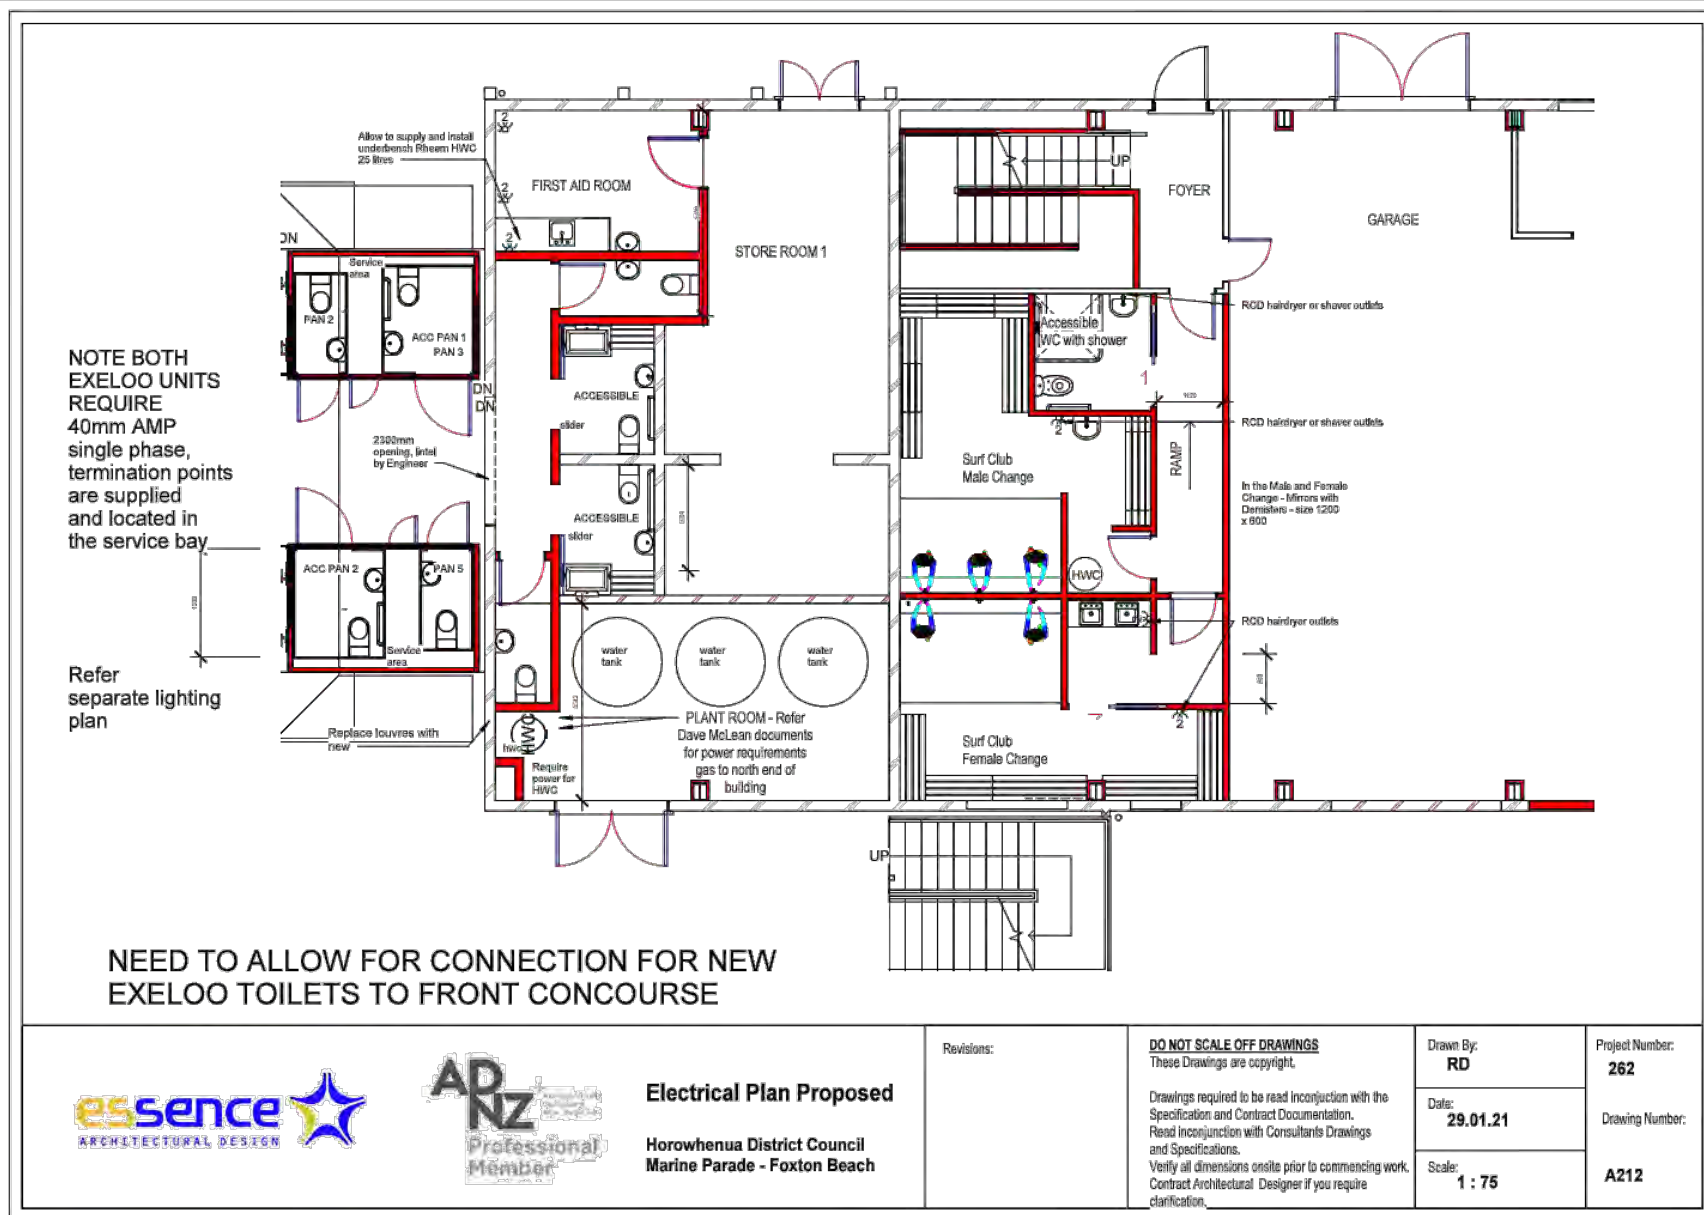 Allow to supply and install
underbench Rheem HWC
25 litres
2
FIRST AID ROOM
2
2
STORE ROOM 1
UP
FOYER
GARAGE
DN
Service
area
PAN 2
ACC PAN 1
PAN 3
NOTE BOTH
EXELOO UNITS
REQUIRE
40mm AMP
single phase,
termination points
are supplied
and located in
the service bay
DN
DN
2300mm
opening, lintel
by Engineer
ACCESSIBLE
slider
ACCESSIBLE
slider
Accessible
WC with shower
1
RCD hairdryer or shaver outlets
RCD hairdryer or shaver outlets
2
RAMP
Surf Club
Male Change
In the Male and Female
Change - Mirrors with
Demisters - size 1200
x 600
HWC
ACC PAN 2
PAN 5
Service
area
RCD hairdryer outlets
water
tank
water
tank
water
tank
Refer
separate lighting
plan
Replace louvres with
new
HWC
hwc
Require
power for
HWC
PLANT ROOM - Refer
Dave McLean documents
for power requirements
gas to north end of
building
2
Surf Club
Female Change
UP
NEED TO ALLOW FOR CONNECTION FOR NEW
EXELOO TOILETS TO FRONT CONCOURSE
essence
ARCHITECTURAL DESIGN
ADNZ
Professional
Member
Electrical Plan Proposed
Horowhenua District Council
Marine Parade - Foxton Beach
Revisions:
DO NOT SCALE OFF DRAWINGS
These Drawings are copyright.
Drawings required to be read inconjuction with the
Specification and Contract Documentation.
Read inconjunction with Consultants Drawings
and Specifications.
Verify all dimensions onsite prior to commencing work.
Contract Architectural Designer if you require
clarification.
Drawn By:
RD
Date:
29.01.21
Scale:
1 : 75
Project Number:
262
Drawing Number:
A212